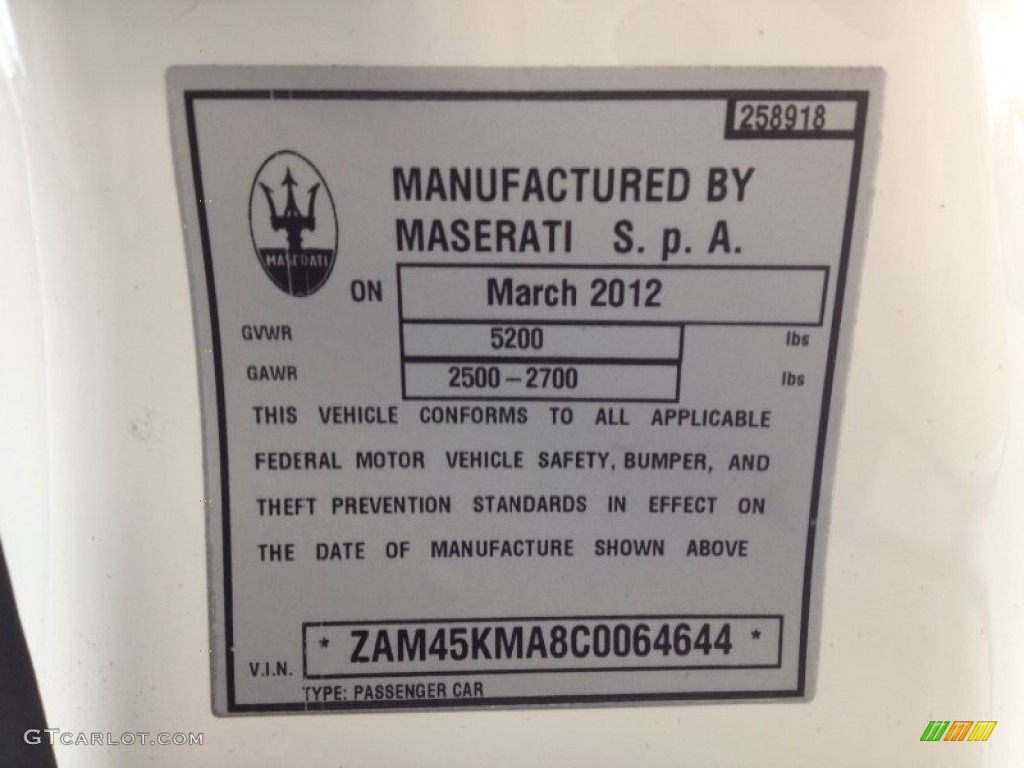 258918
MANUFACTURED BY
MASERATI S. p. A.
MASERATI
ON March 2012
GVWR 5200 lbs
GAWR 2500-2700 lbs
THIS VEHICLE CONFORMS TO ALL APPLICABLE
FEDERAL MOTOR VEHICLE SAFETY, BUMPER, AND
THEFT PREVENTION STANDARDS IN EFFECT ON
THE DATE OF MANUFACTURE SHOWN ABOVE
V.I.N. * ZAM45KMA8C0064644 *
TYPE: PASSENGER CAR
GTCARLOT.COM